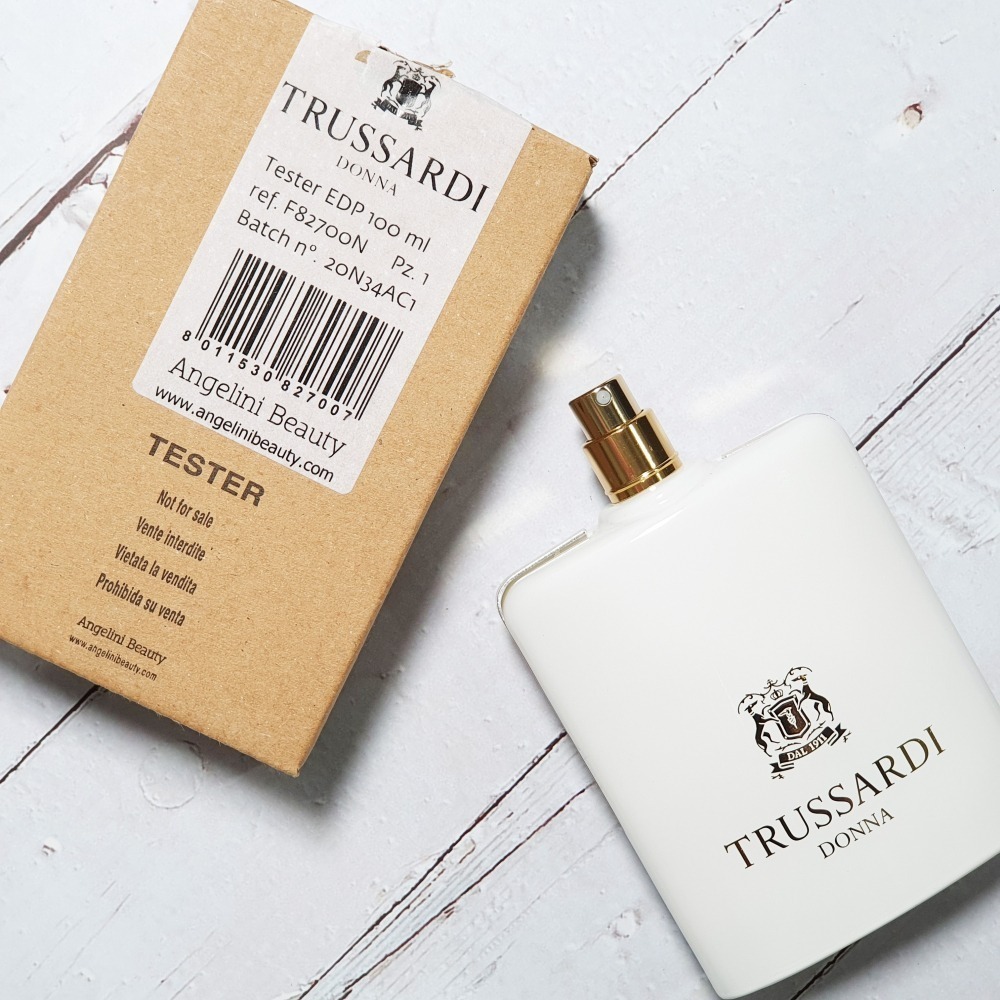 TRUSSARDI
DONNA
Tester EDP 100 ml
ref. F82700N Pz. 1
Batch n°. 20N34AC1
8 011530 827007
Angelini Beauty
www.angelinibeauty.com
TESTER
Not for sale
Vente interdite
Vietata la vendita
Prohibida su venta
Angelini Beauty
www.angelinibeauty.com
DAL 1911
TRUSSARDI
DONNA